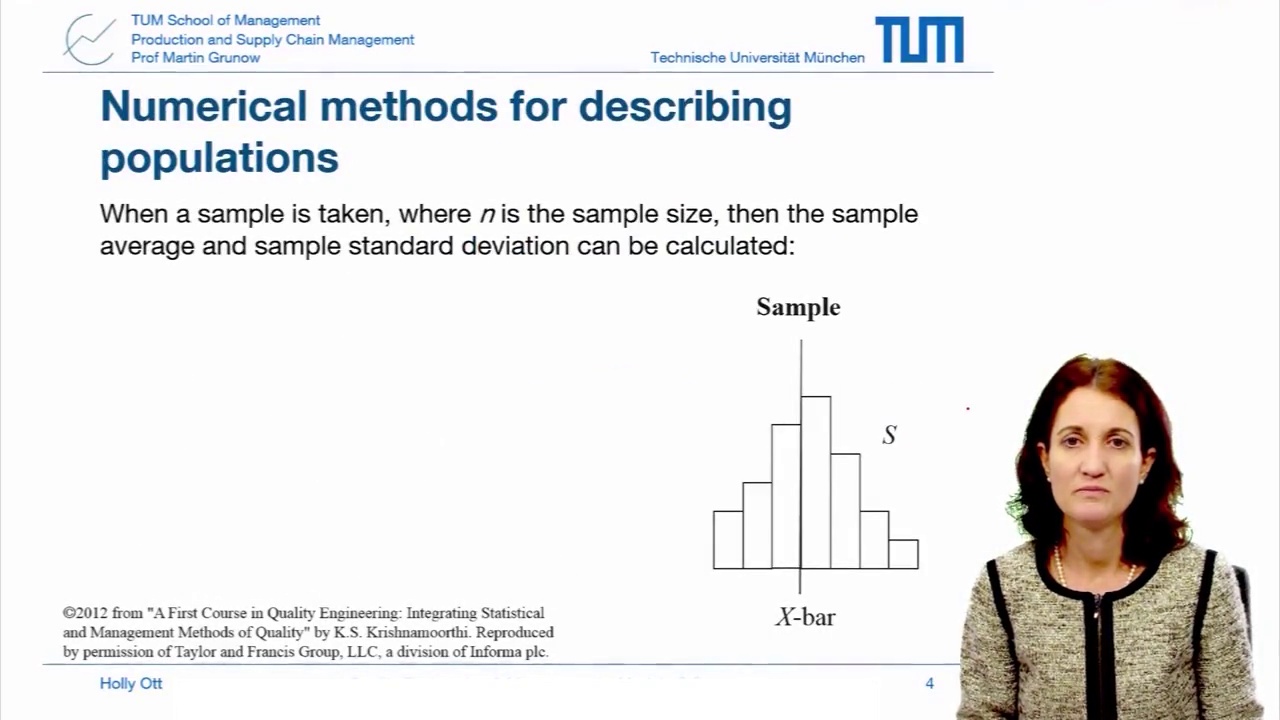 TUM School of Management
Production and Supply Chain Management
Prof Martin Grunow
Technische Universität München
TUM
Numerical methods for describing
populations
When a sample is taken, where n is the sample size, then the sample
average and sample standard deviation can be calculated:
Sample
S
X-bar
©2012 from "A First Course in Quality Engineering: Integrating Statistical
and Management Methods of Quality" by K.S. Krishnamoorthi. Reproduced
by permission of Taylor and Francis Group, LLC, a division of Informa plc.
Holly Ott
4